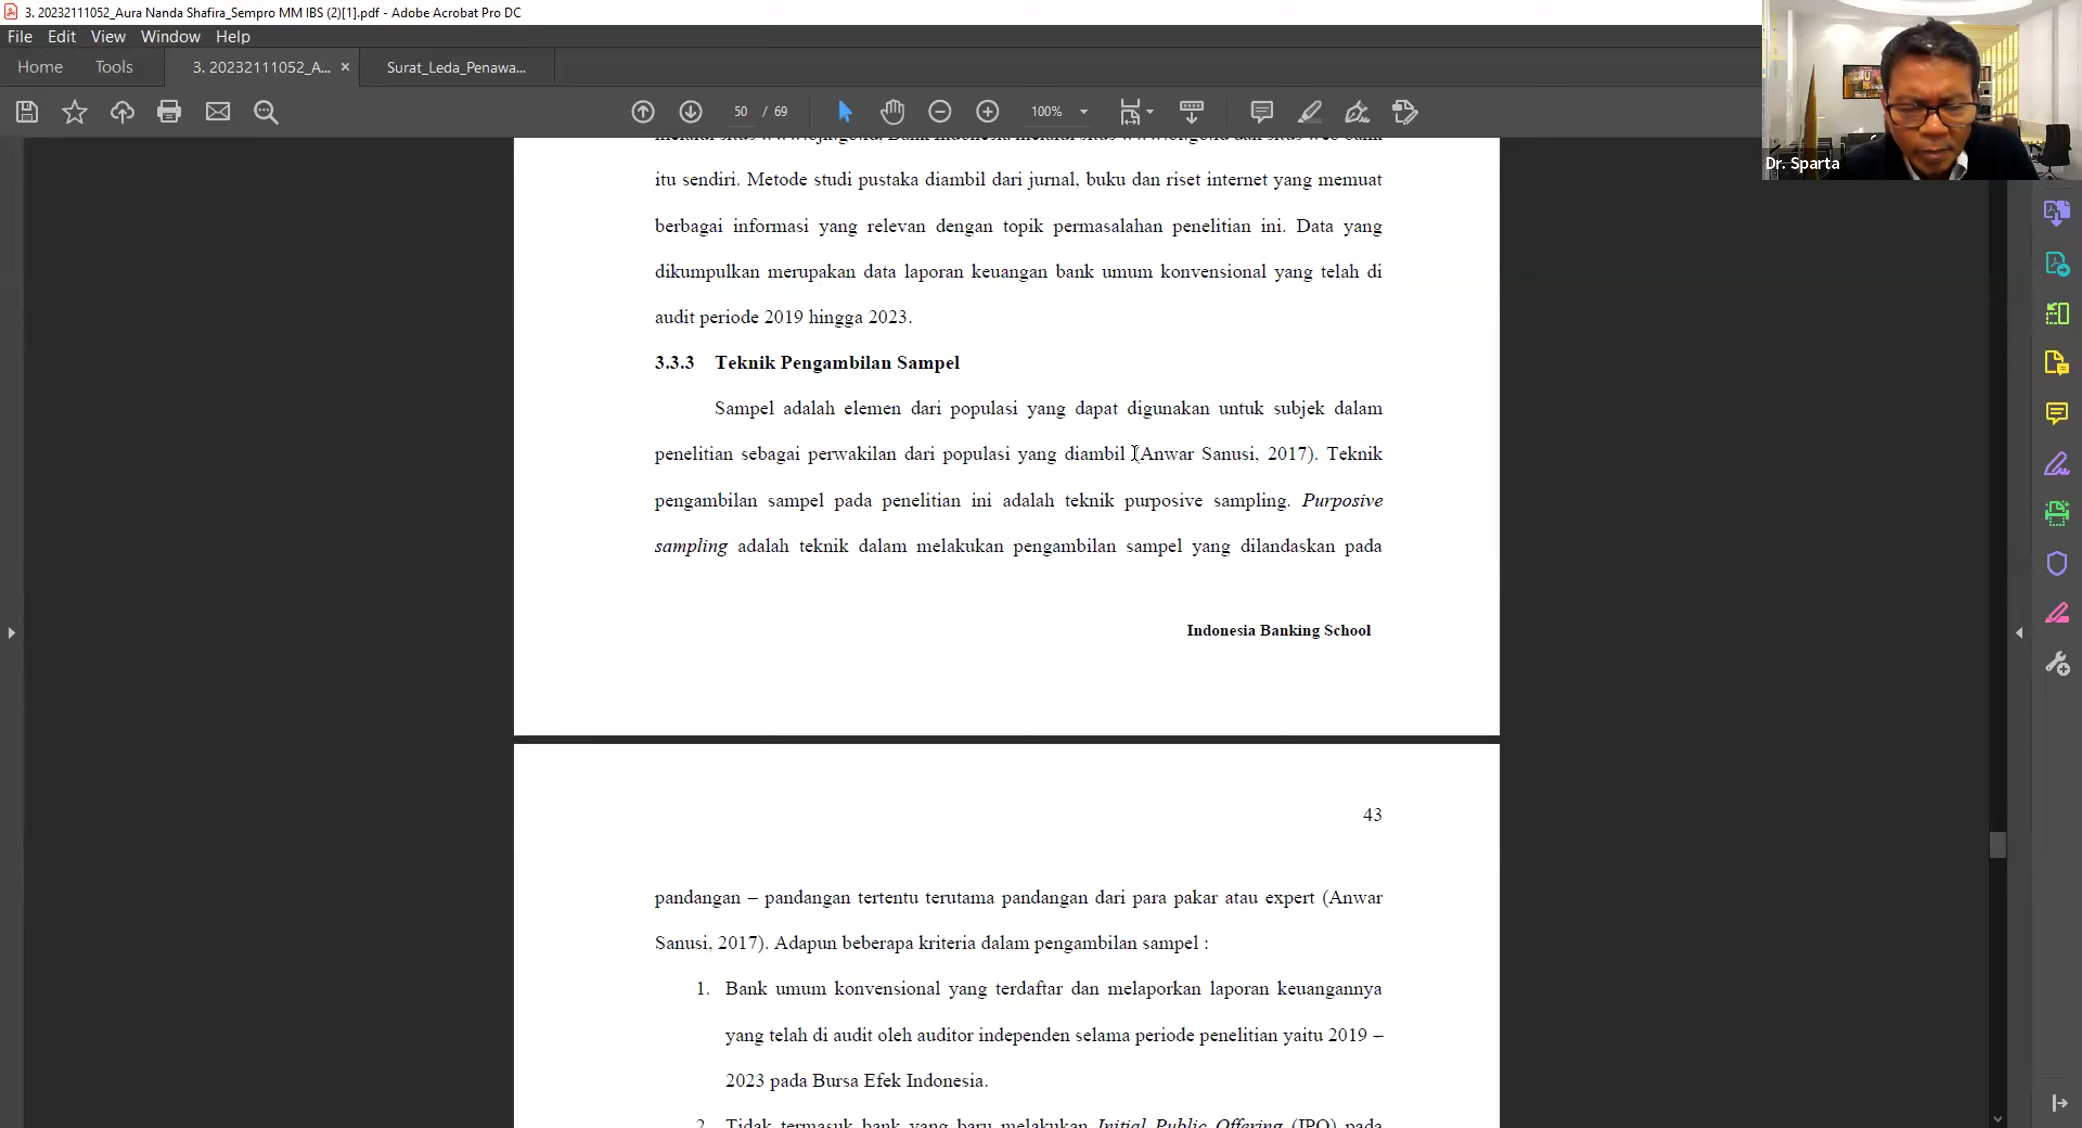 3. 20232111052_Aura Nanda Shafira_Sempro MM IBS (2)[1].pdf - Adobe Acrobat Pro DC
File Edit View Window Help
Home Tools 3. 20232111052_A... × Surat_Leda_Penawa...
50 / 69 100%
Dr. Sparta
itu sendiri. Metode studi pustaka diambil dari jurnal, buku dan riset internet yang memuat
berbagai informasi yang relevan dengan topik permasalahan penelitian ini. Data yang
dikumpulkan merupakan data laporan keuangan bank umum konvensional yang telah di
audit periode 2019 hingga 2023.
3.3.3 Teknik Pengambilan Sampel
Sampel adalah elemen dari populasi yang dapat digunakan untuk subjek dalam
penelitian sebagai perwakilan dari populasi yang diambil (Anwar Sanusi, 2017). Teknik
pengambilan sampel pada penelitian ini adalah teknik purposive sampling. Purposive
sampling adalah teknik dalam melakukan pengambilan sampel yang dilandaskan pada
Indonesia Banking School
43
pandangan – pandangan tertentu terutama pandangan dari para pakar atau expert (Anwar
Sanusi, 2017). Adapun beberapa kriteria dalam pengambilan sampel :
1. Bank umum konvensional yang terdaftar dan melaporkan laporan keuangannya
yang telah di audit oleh auditor independen selama periode penelitian yaitu 2019 –
2023 pada Bursa Efek Indonesia.
2. Tidak termasuk bank yang baru melakukan Initial Public Offering (IPO) pada